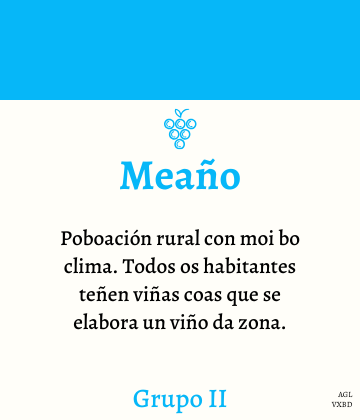 Meaño
Poboación rural con moi bo
clima. Todos os habitantes
teñen viñas coas que se
elabora un viño da zona.
Grupo II
AGL
VXBD